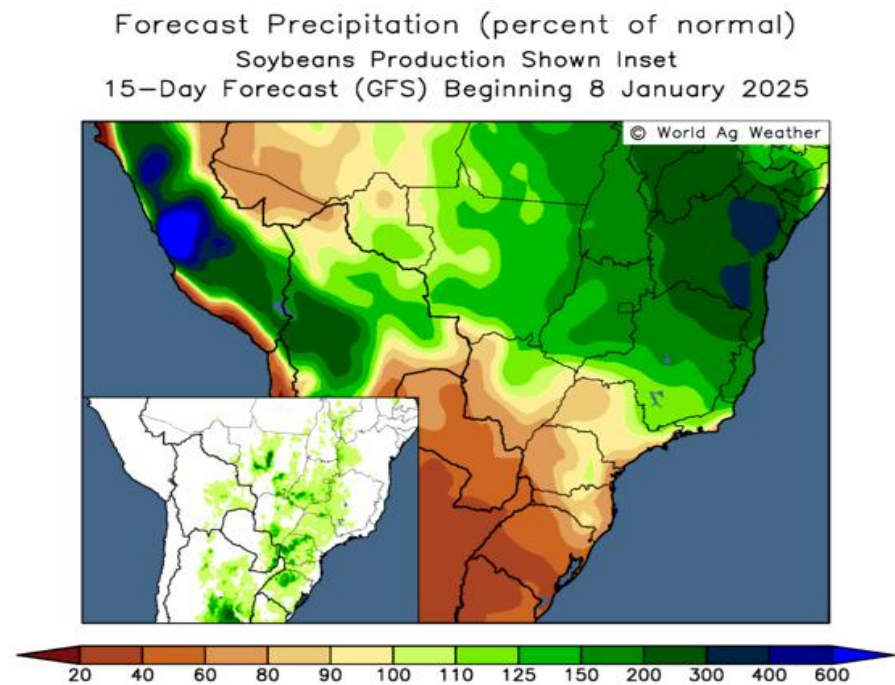 Forecast Precipitation (percent of normal)
Soybeans Production Shown Inset
15-Day Forecast (GFS) Beginning 8 January 2025
© World Ag Weather
20 40 60 80 90 100 110 125 150 200 300 400 600